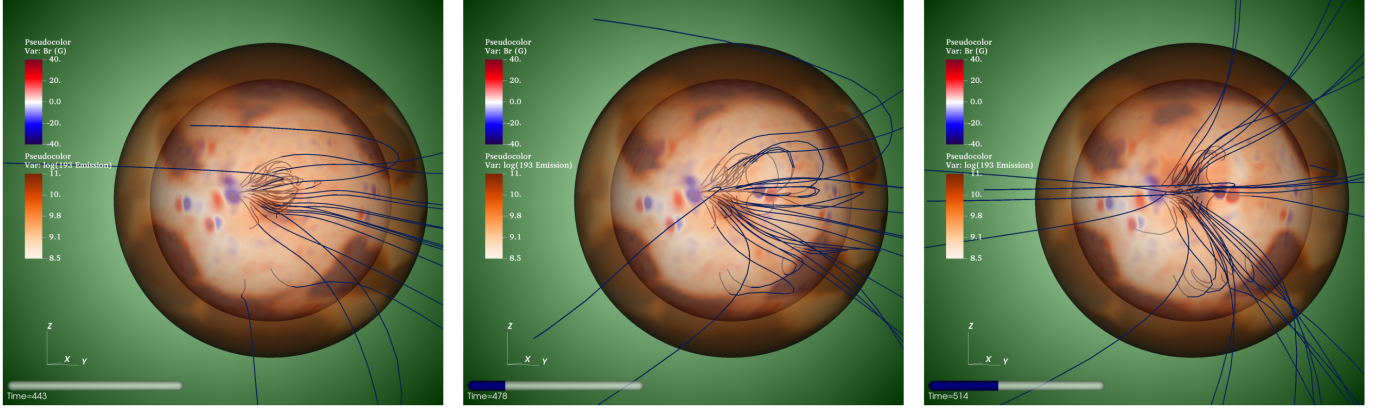 Pseudocolor
Var: Br (G)
40.
20.
0.0
-20.
-40.
Pseudocolor
Var: log(193 Emission)
11.
10.
9.8
9.1
8.5
Z
X Y
Time=443
Pseudocolor
Var: Br (G)
40.
20.
0.0
-20.
-40.
Pseudocolor
Var: log(193 Emission)
11.
10.
9.8
9.1
8.5
Z
X Y
Time=478
Pseudocolor
Var: Br (G)
40.
20.
0.0
-20.
-40.
Pseudocolor
Var: log(193 Emission)
11.
10.
9.8
9.1
8.5
Z
X Y
Time=514